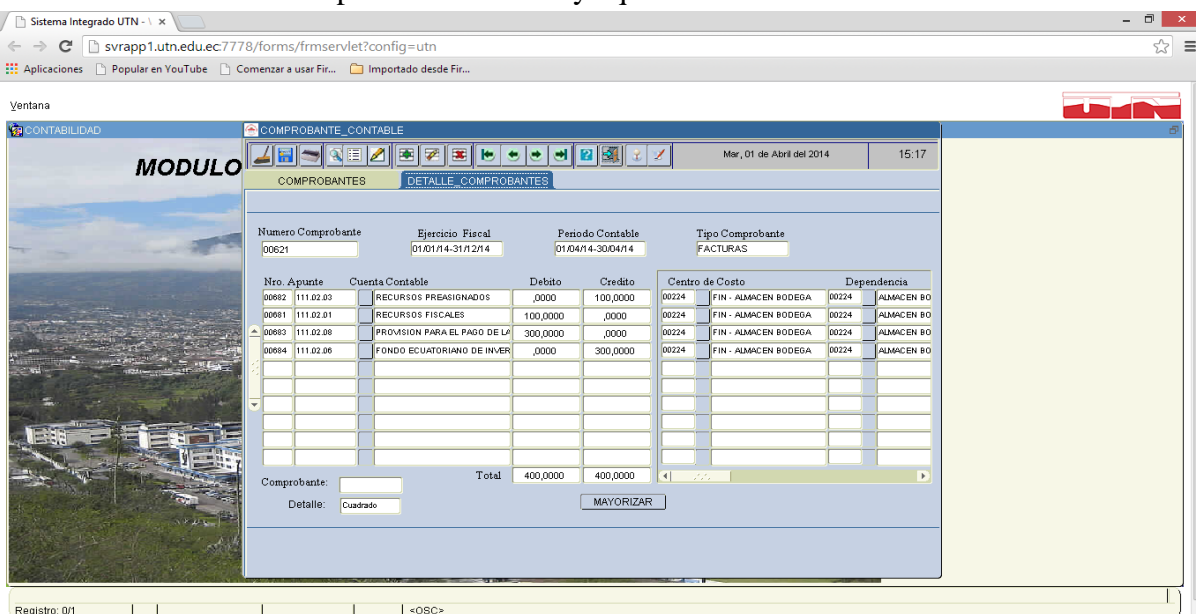 Sistema Integrado UTN - \
svrapp1.utn.edu.ec:7778/forms/frmservlet?config=utn
Aplicaciones Popular en YouTube Comenzar a usar Fir... Importado desde Fir...
Ventana
UTN
CONTABILIDAD
COMPROBANTE_CONTABLE
MODULO
Mar, 01 de Abril del 2014 15:17
COMPROBANTES DETALLE_COMPROBANTES
Numero Comprobante Ejercicio Fiscal Periodo Contable Tipo Comprobante
00621 01/01/14-31/12/14 01/04/14-30/04/14 FACTURAS
Nro. Apunte Cuenta Contable Debito Credito Centro de Costo Dependencia
00682 111.02.03 RECURSOS PREASIGNADOS ,0000 100,0000 00224 FIN - ALMACEN BODEGA 00224 ALMACEN BO
00681 111.02.01 RECURSOS FISCALES 100,0000 ,0000 00224 FIN - ALMACEN BODEGA 00224 ALMACEN BO
00683 111.02.08 PROVISION PARA EL PAGO DE LA 300,0000 ,0000 00224 FIN - ALMACEN BODEGA 00224 ALMACEN BO
00684 111.02.06 FONDO ECUATORIANO DE INVER ,0000 300,0000 00224 FIN - ALMACEN BODEGA 00224 ALMACEN BO
Total 400,0000 400,0000
Comprobante:
Detalle: Cuadrado
MAYORIZAR
Registro: 0/1 <OSC>